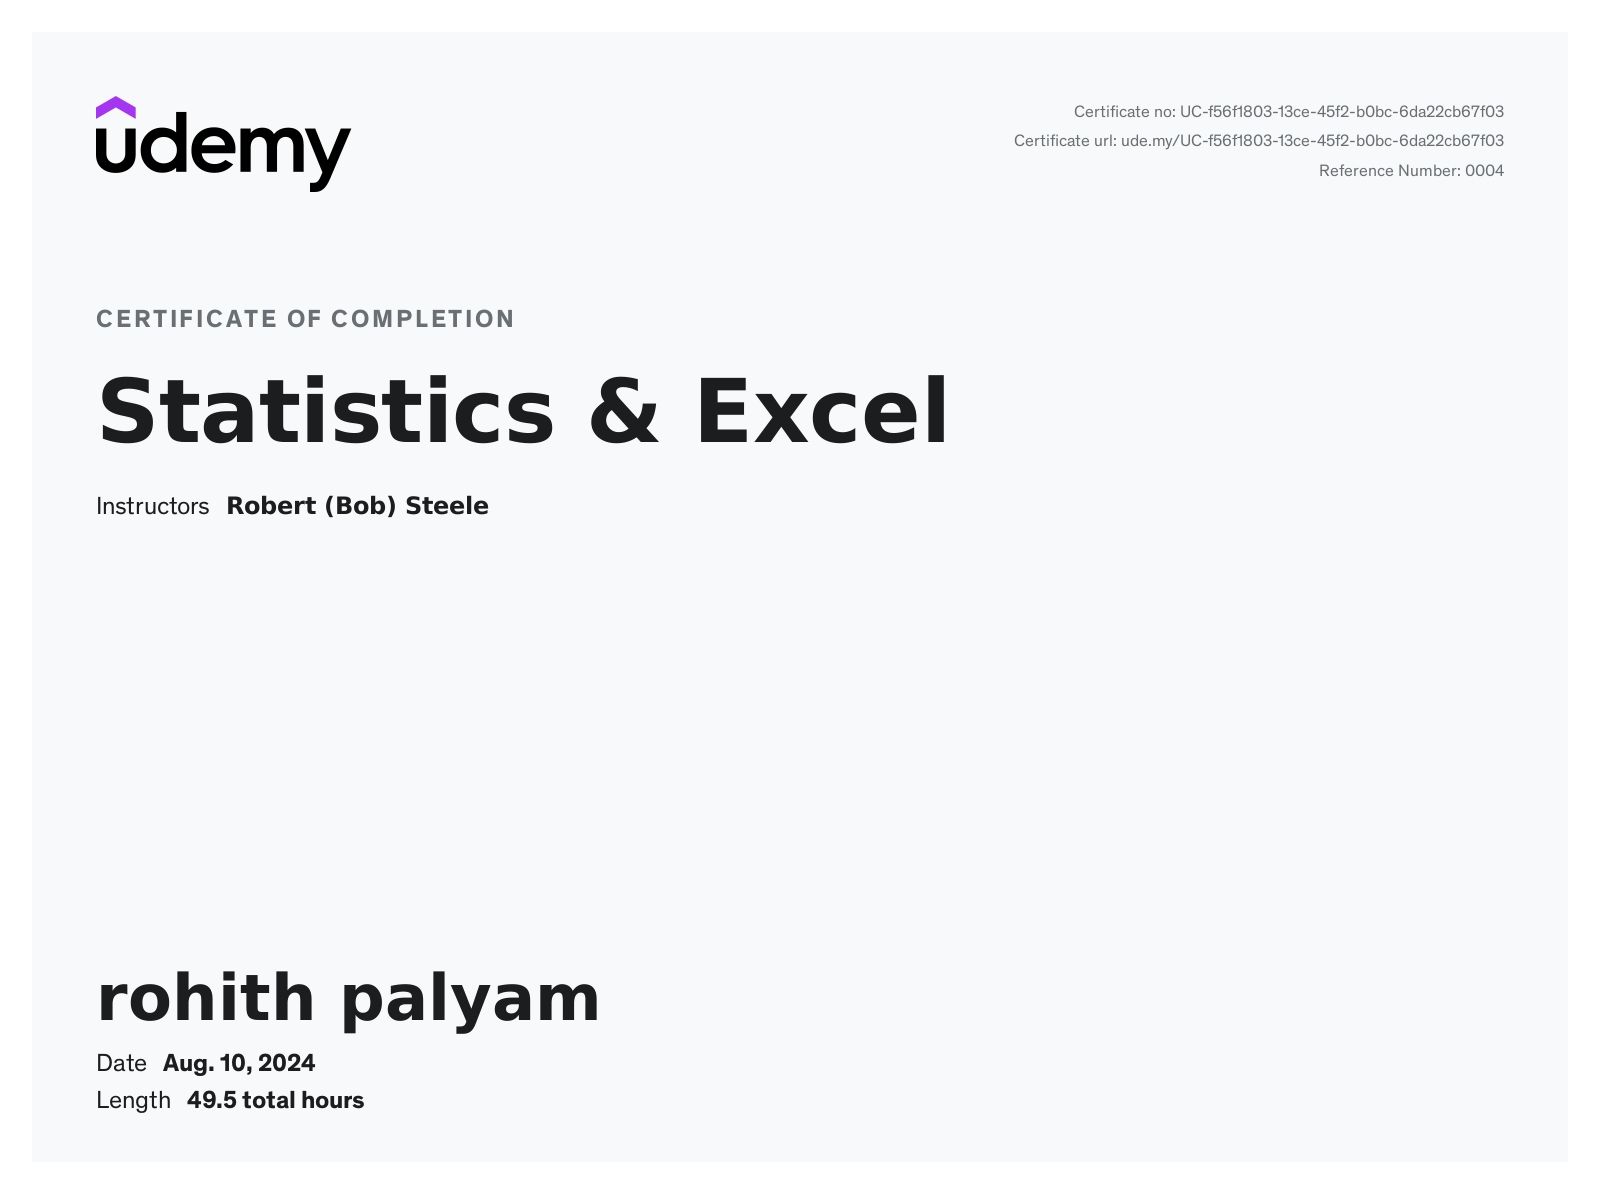 udemy
Certificate no: UC-f56f1803-13ce-45f2-b0bc-6da22cb67f03
Certificate url: ude.my/UC-f56f1803-13ce-45f2-b0bc-6da22cb67f03
Reference Number: 0004
CERTIFICATE OF COMPLETION
Statistics & Excel
Instructors Robert (Bob) Steele
rohith palyam
Date Aug. 10, 2024
Length 49.5 total hours